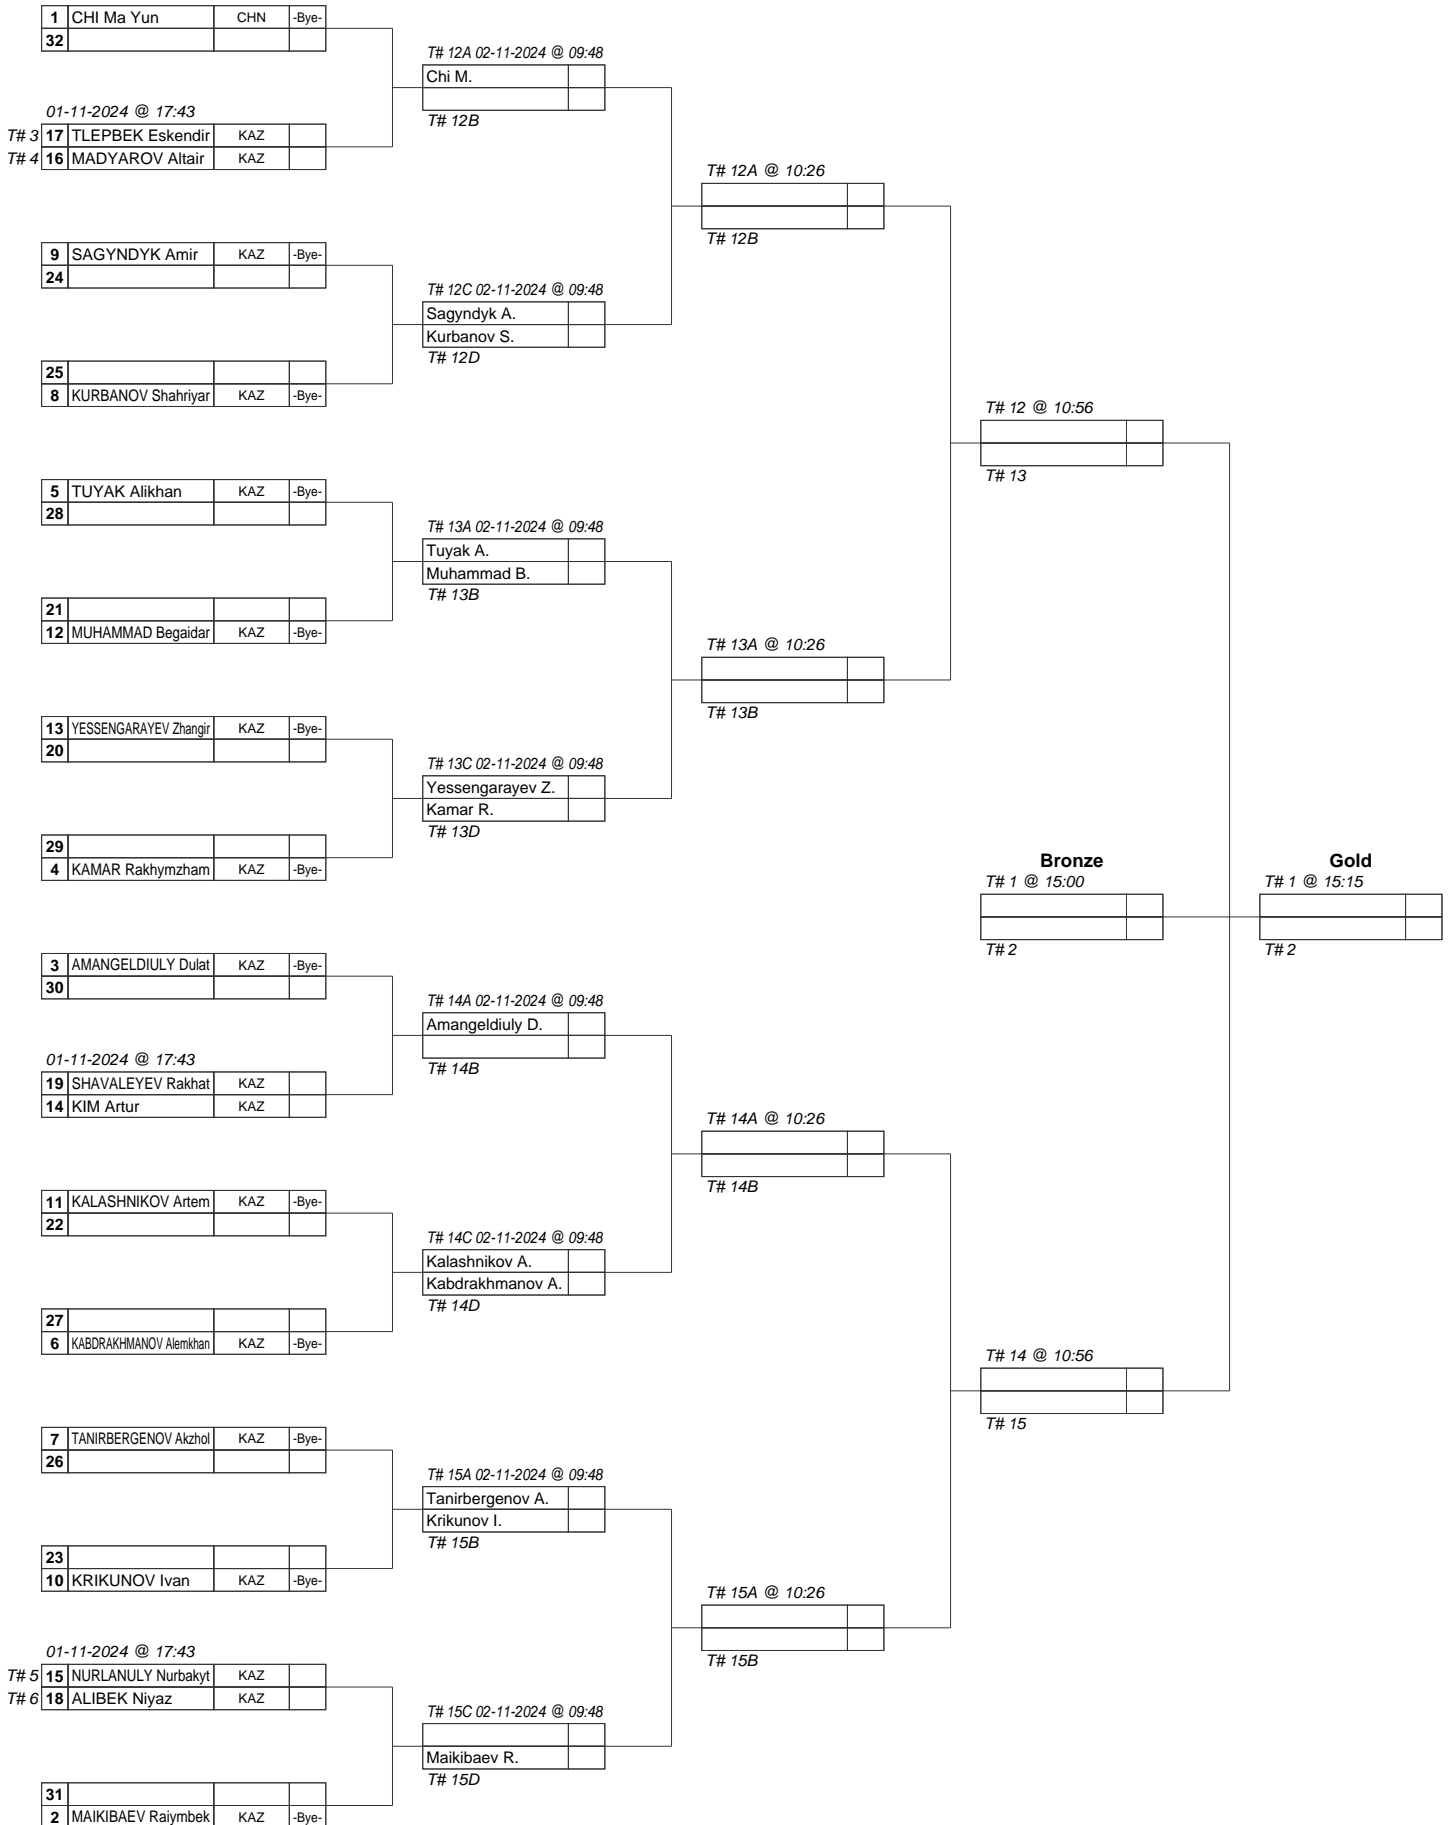 1 CHI Ma Yun CHN -Bye-
32
T# 12A 02-11-2024 @ 09:48
Chi M.
T# 12B
01-11-2024 @ 17:43
T# 3 17 TLEPBEK Eskendir KAZ
T# 4 16 MADYAROV Altair KAZ
T# 12A @ 10:26
T# 12B
9 SAGYNDYK Amir KAZ -Bye-
24
T# 12C 02-11-2024 @ 09:48
Sagyndyk A.
Kurbanov S.
T# 12D
25
8 KURBANOV Shahriyar KAZ -Bye-
T# 12 @ 10:56
T# 13
5 TUYAK Alikhan KAZ -Bye-
28
T# 13A 02-11-2024 @ 09:48
Tuyak A.
Muhammad B.
T# 13B
21
12 MUHAMMAD Begaidar KAZ -Bye-
T# 13A @ 10:26
T# 13B
13 YESSENGARAYEV Zhangir KAZ -Bye-
20
T# 13C 02-11-2024 @ 09:48
Yessengarayev Z.
Kamar R.
T# 13D
29
4 KAMAR Rakhymzham KAZ -Bye-
Bronze
T# 1 @ 15:00
T# 2
Gold
T# 1 @ 15:15
T# 2
3 AMANGELDIULY Dulat KAZ -Bye-
30
T# 14A 02-11-2024 @ 09:48
Amangeldiuly D.
T# 14B
01-11-2024 @ 17:43
19 SHAVALEYEV Rakhat KAZ
14 KIM Artur KAZ
T# 14A @ 10:26
T# 14B
11 KALASHNIKOV Artem KAZ -Bye-
22
T# 14C 02-11-2024 @ 09:48
Kalashnikov A.
Kabdrakhmanov A.
T# 14D
27
6 KABDRAKHMANOV Alemkhan KAZ -Bye-
T# 14 @ 10:56
T# 15
7 TANIRBERGENOV Akzhol KAZ -Bye-
26
T# 15A 02-11-2024 @ 09:48
Tanirbergenov A.
Krikunov I.
T# 15B
23
10 KRIKUNOV Ivan KAZ -Bye-
T# 15A @ 10:26
T# 15B
01-11-2024 @ 17:43
T# 5 15 NURLANULY Nurbakyt KAZ
T# 6 18 ALIBEK Niyaz KAZ
T# 15C 02-11-2024 @ 09:48
Maikibaev R.
T# 15D
31
2 MAIKIBAEV Raiymbek KAZ -Bye-